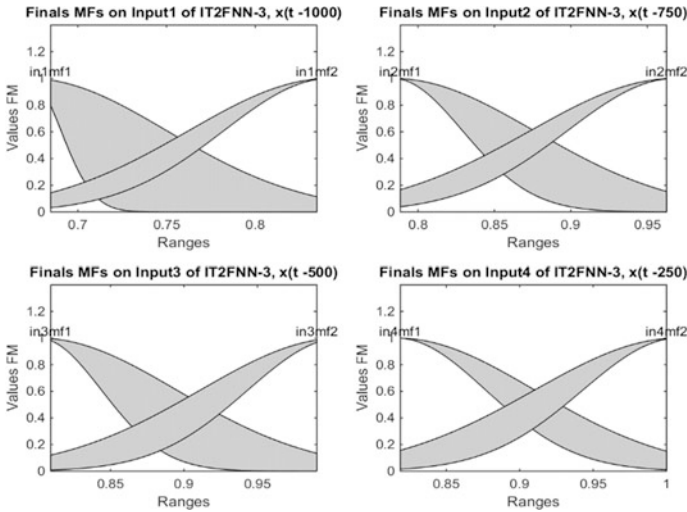 Finals MFs on Input1 of IT2FNN-3, x(t -1000)
in1mf1
in1mf2
Values FM
1.2
1
0.8
0.6
0.4
0.2
0
0.7
0.75
0.8
Ranges
Finals MFs on Input2 of IT2FNN-3, x(t -750)
in2mf1
in2mf2
Values FM
1.2
1
0.8
0.6
0.4
0.2
0
0.8
0.85
0.9
0.95
Ranges
Finals MFs on Input3 of IT2FNN-3, x(t -500)
in3mf1
in3mf2
Values FM
1.2
1
0.8
0.6
0.4
0.2
0
0.85
0.9
0.95
Ranges
Finals MFs on Input4 of IT2FNN-3, x(t -250)
in4mf1
in4mf2
Values FM
1.2
1
0.8
0.6
0.4
0.2
0
0.85
0.9
0.95
1
Ranges